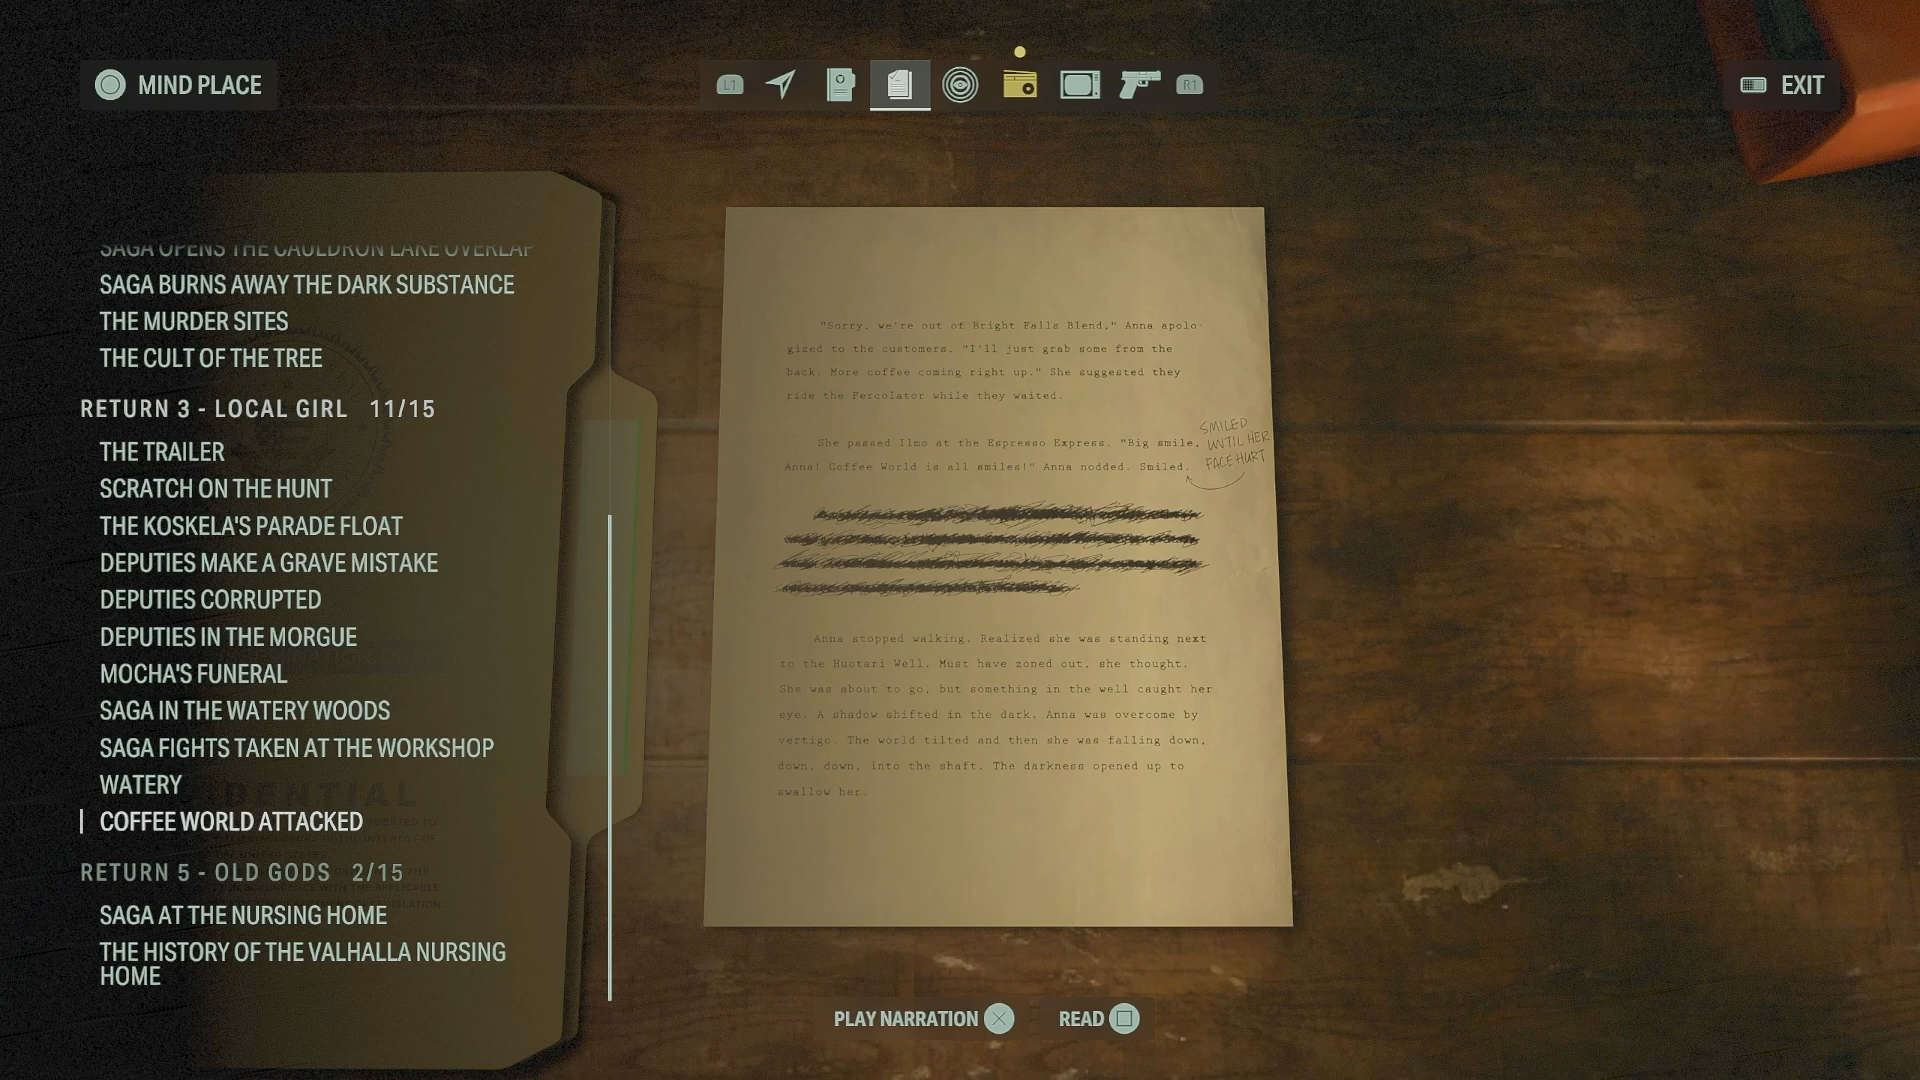 MIND PLACE
L1
R1
EXIT
SAGA OPENS THE CAULDRON LAKE OVERLAP
SAGA BURNS AWAY THE DARK SUBSTANCE
THE MURDER SITES
THE CULT OF THE TREE
RETURN 3 - LOCAL GIRL 11/15
THE TRAILER
SCRATCH ON THE HUNT
THE KOSKELA'S PARADE FLOAT
DEPUTIES MAKE A GRAVE MISTAKE
DEPUTIES CORRUPTED
DEPUTIES IN THE MORGUE
MOCHA'S FUNERAL
SAGA IN THE WATERY WOODS
SAGA FIGHTS TAKEN AT THE WORKSHOP
WATERY
COFFEE WORLD ATTACKED
RETURN 5 - OLD GODS 2/15
SAGA AT THE NURSING HOME
THE HISTORY OF THE VALHALLA NURSING
HOME
"Sorry, we're out of Bright Falls Blend," Anna apolo-
gized to the customers. "I'll just grab some from the
back. More coffee coming right up." She suggested they
ride the Percolator while they waited.
She passed Ilmo at the Espresso Express. "Big smile,
Anna! Coffee World is all smiles!" Anna nodded. Smiled.
SMILED
UNTIL HER
FACE HURT
Anna stopped walking. Realized she was standing next
to the Huotari Well. Must have zoned out, she thought.
She was about to go, but something in the well caught her
eye. A shadow shifted in the dark. Anna was overcome by
vertigo. The world tilted and then she was falling down,
down, down, into the shaft. The darkness opened up to
swallow her.
PLAY NARRATION
READ